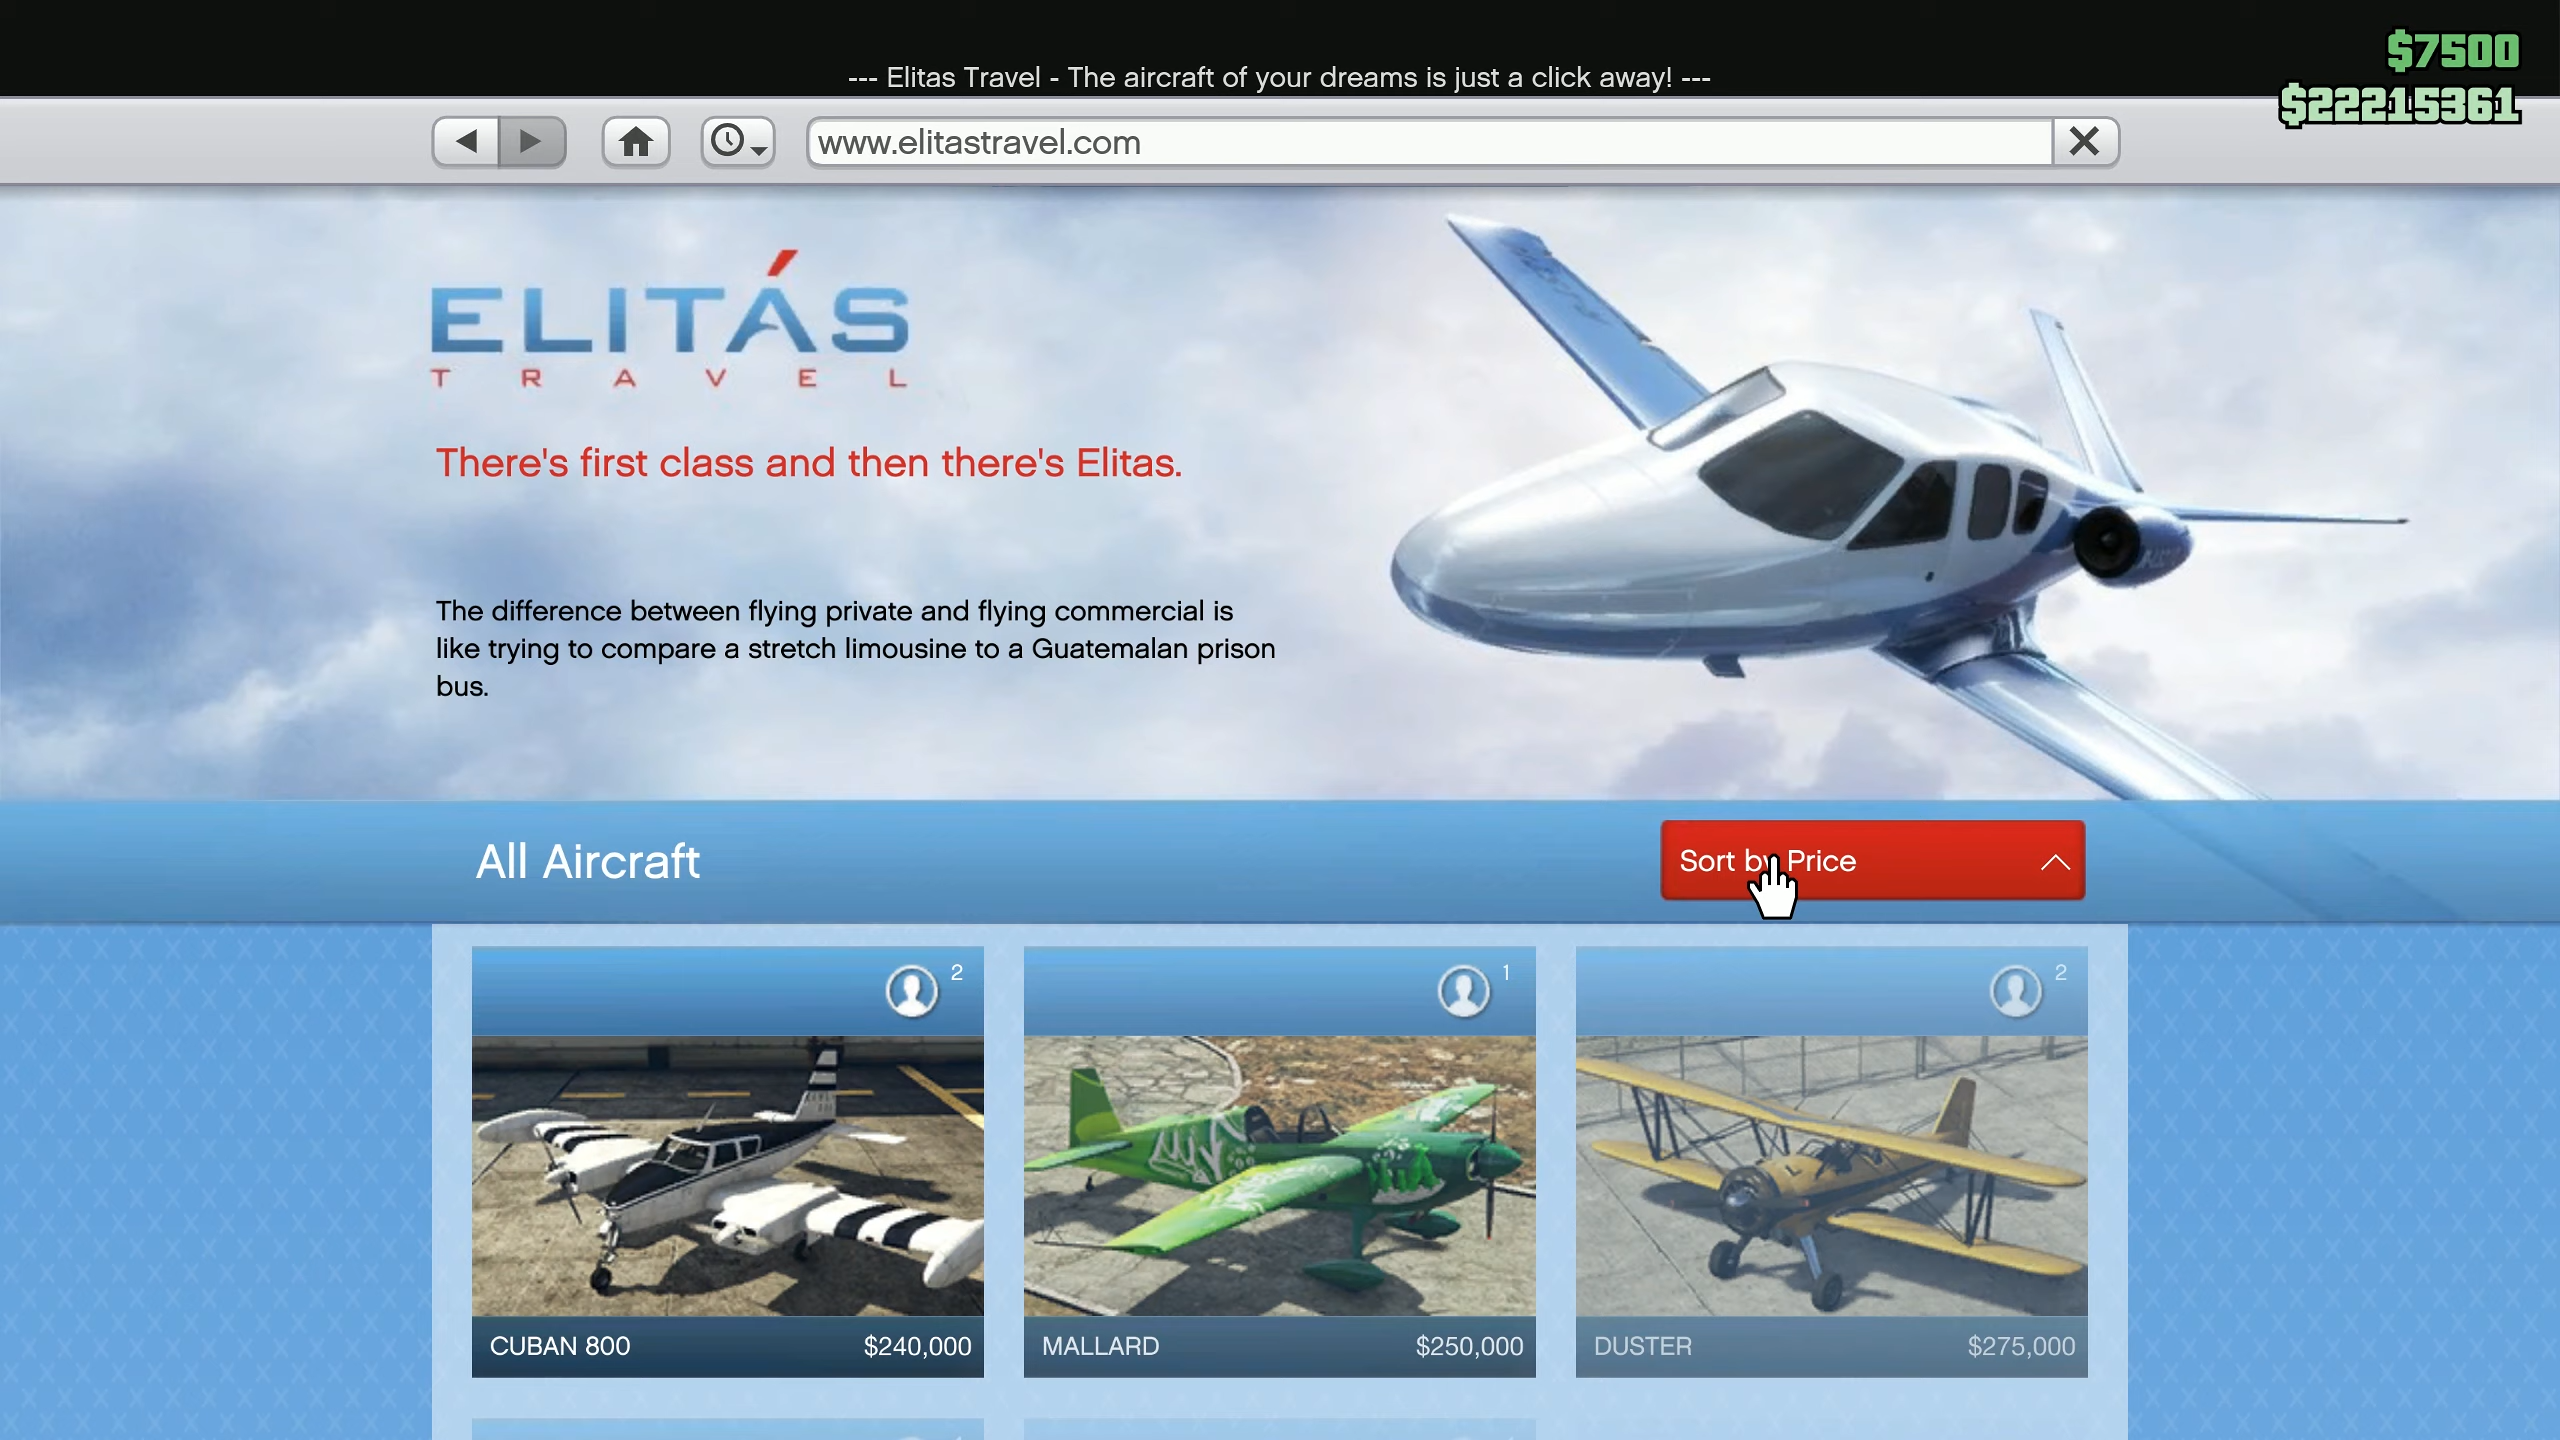 --- Elitas Travel - The aircraft of your dreams is just a click away! ---
$7500
$22215361
www.elitastravel.com
ELITÁS
TRAVEL
There's first class and then there's Elitas.
The difference between flying private and flying commercial is
like trying to compare a stretch limousine to a Guatemalan prison
bus.
All Aircraft
Sort by Price
2
1
2
CUBAN 800 $240,000
MALLARD $250,000
DUSTER $275,000